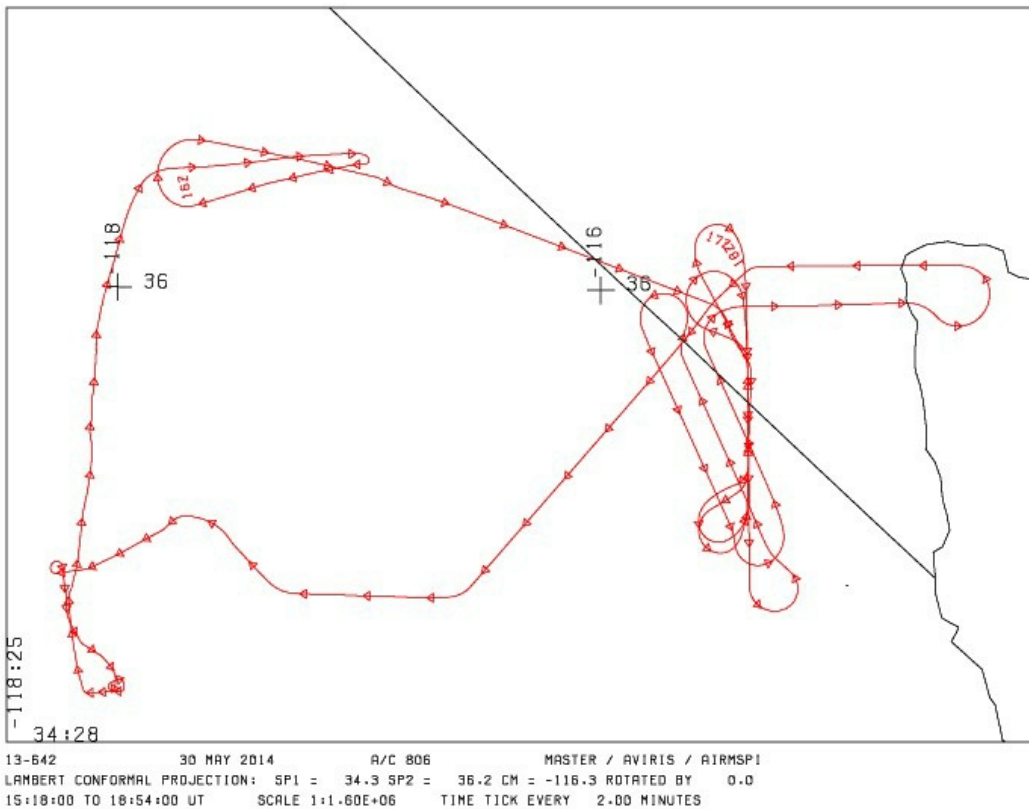 -118
36
-116
36
-118:25
34:28
13-642 30 MAY 2014 A/C 806 MASTER / AVIRIS / AIRMSPI
LAMBERT CONFORMAL PROJECTION: SP1 = 34.3 SP2 = 36.2 CM = -116.3 ROTATED BY 0.0
15:18:00 TO 18:54:00 UT SCALE 1:1.60E+06 TIME TICK EVERY 2.00 MINUTES